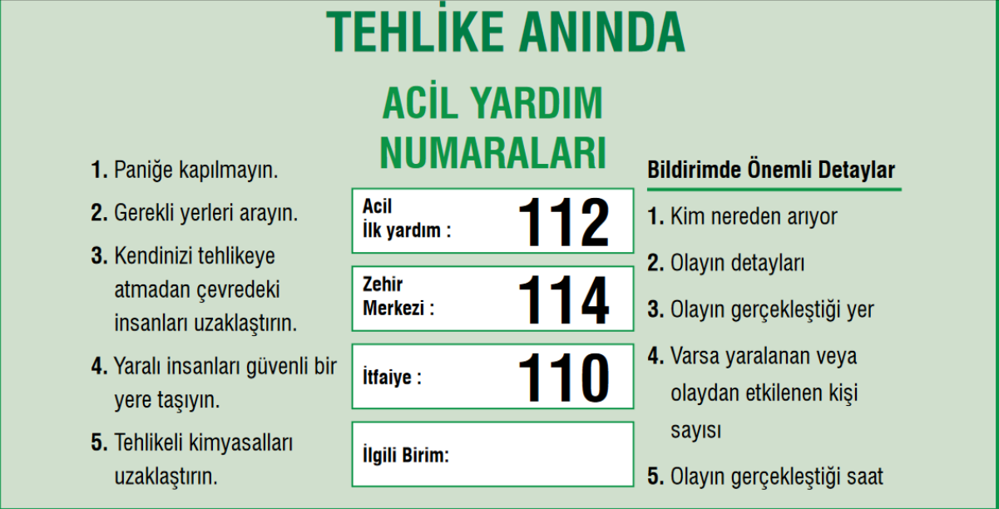 TEHLİKE ANINDA
ACİL YARDIM
NUMARALARI
1. Paniğe kapılmayın.
2. Gerekli yerleri arayın.
3. Kendinizi tehlikeye
atmadan çevredeki
insanları uzaklaştırın.
4. Yaralı insanları güvenli bir
yere taşıyın.
5. Tehlikeli kimyasalları
uzaklaştırın.
Acil
İlk yardım : 112
Zehir
Merkezi : 114
İtfaiye : 110
İlgili Birim:
Bildirimde Önemli Detaylar
1. Kim nereden arıyor
2. Olayın detayları
3. Olayın gerçekleştiği yer
4. Varsa yaralanan veya
olaydan etkilenen kişi
sayısı
5. Olayın gerçekleştiği saat